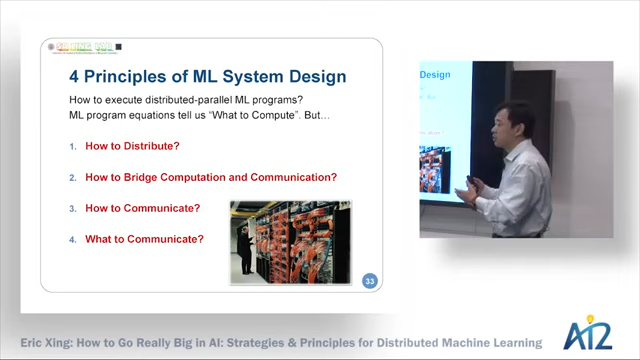 4 Principles of ML System Design
How to execute distributed-parallel ML programs?
ML program equations tell us "What to Compute". But…
1. How to Distribute?
2. How to Bridge Computation and Communication?
3. How to Communicate?
4. What to Communicate?
33
Design
Eric Xing: How to Go Really Big in AI: Strategies & Principles for Distributed Machine Learning
AI2